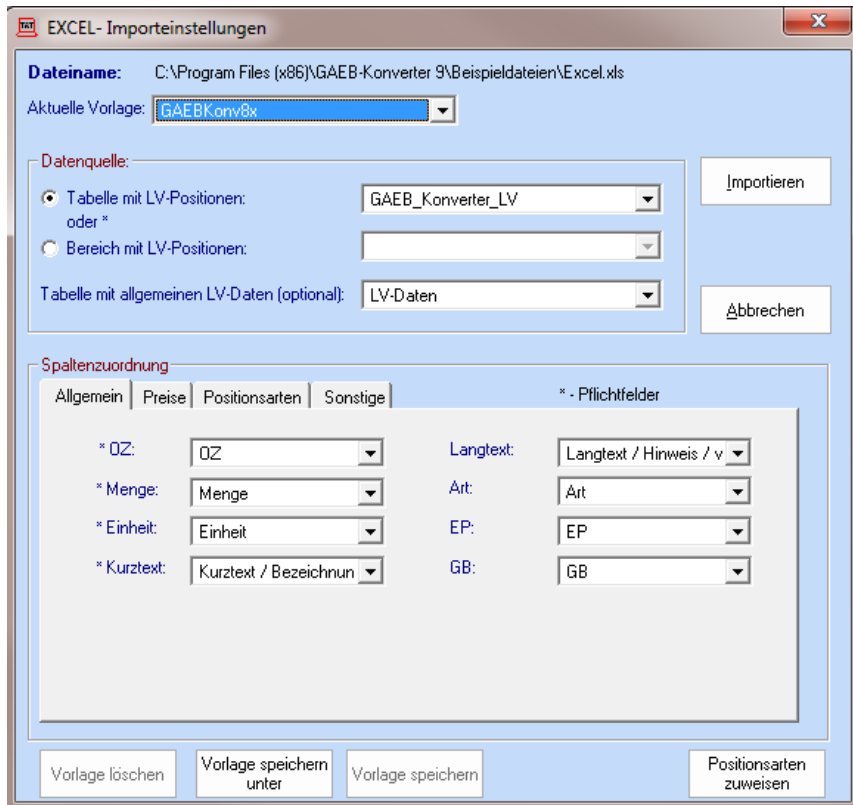 TAT
EXCEL- Importeinstellungen
Dateiname: C:\Program Files (x86)\GAEB-Konverter 9\Beispieldateien\Excel.xls
Aktuelle Vorlage: GAEBKonv8x
Datenquelle:
Tabelle mit LV-Positionen: GAEB_Konverter_LV
oder *
Bereich mit LV-Positionen:
Tabelle mit allgemeinen LV-Daten (optional): LV-Daten
Importieren
Abbrechen
Spaltenzuordnung
Allgemein Preise Positionsarten Sonstige * - Pflichtfelder
* OZ: OZ Langtext: Langtext / Hinweis / v
* Menge: Menge Art: Art
* Einheit: Einheit EP: EP
* Kurztext: Kurztext / Bezeichnun GB: GB
Vorlage löschen
Vorlage speichern
unter
Vorlage speichern
Positionsarten
zuweisen